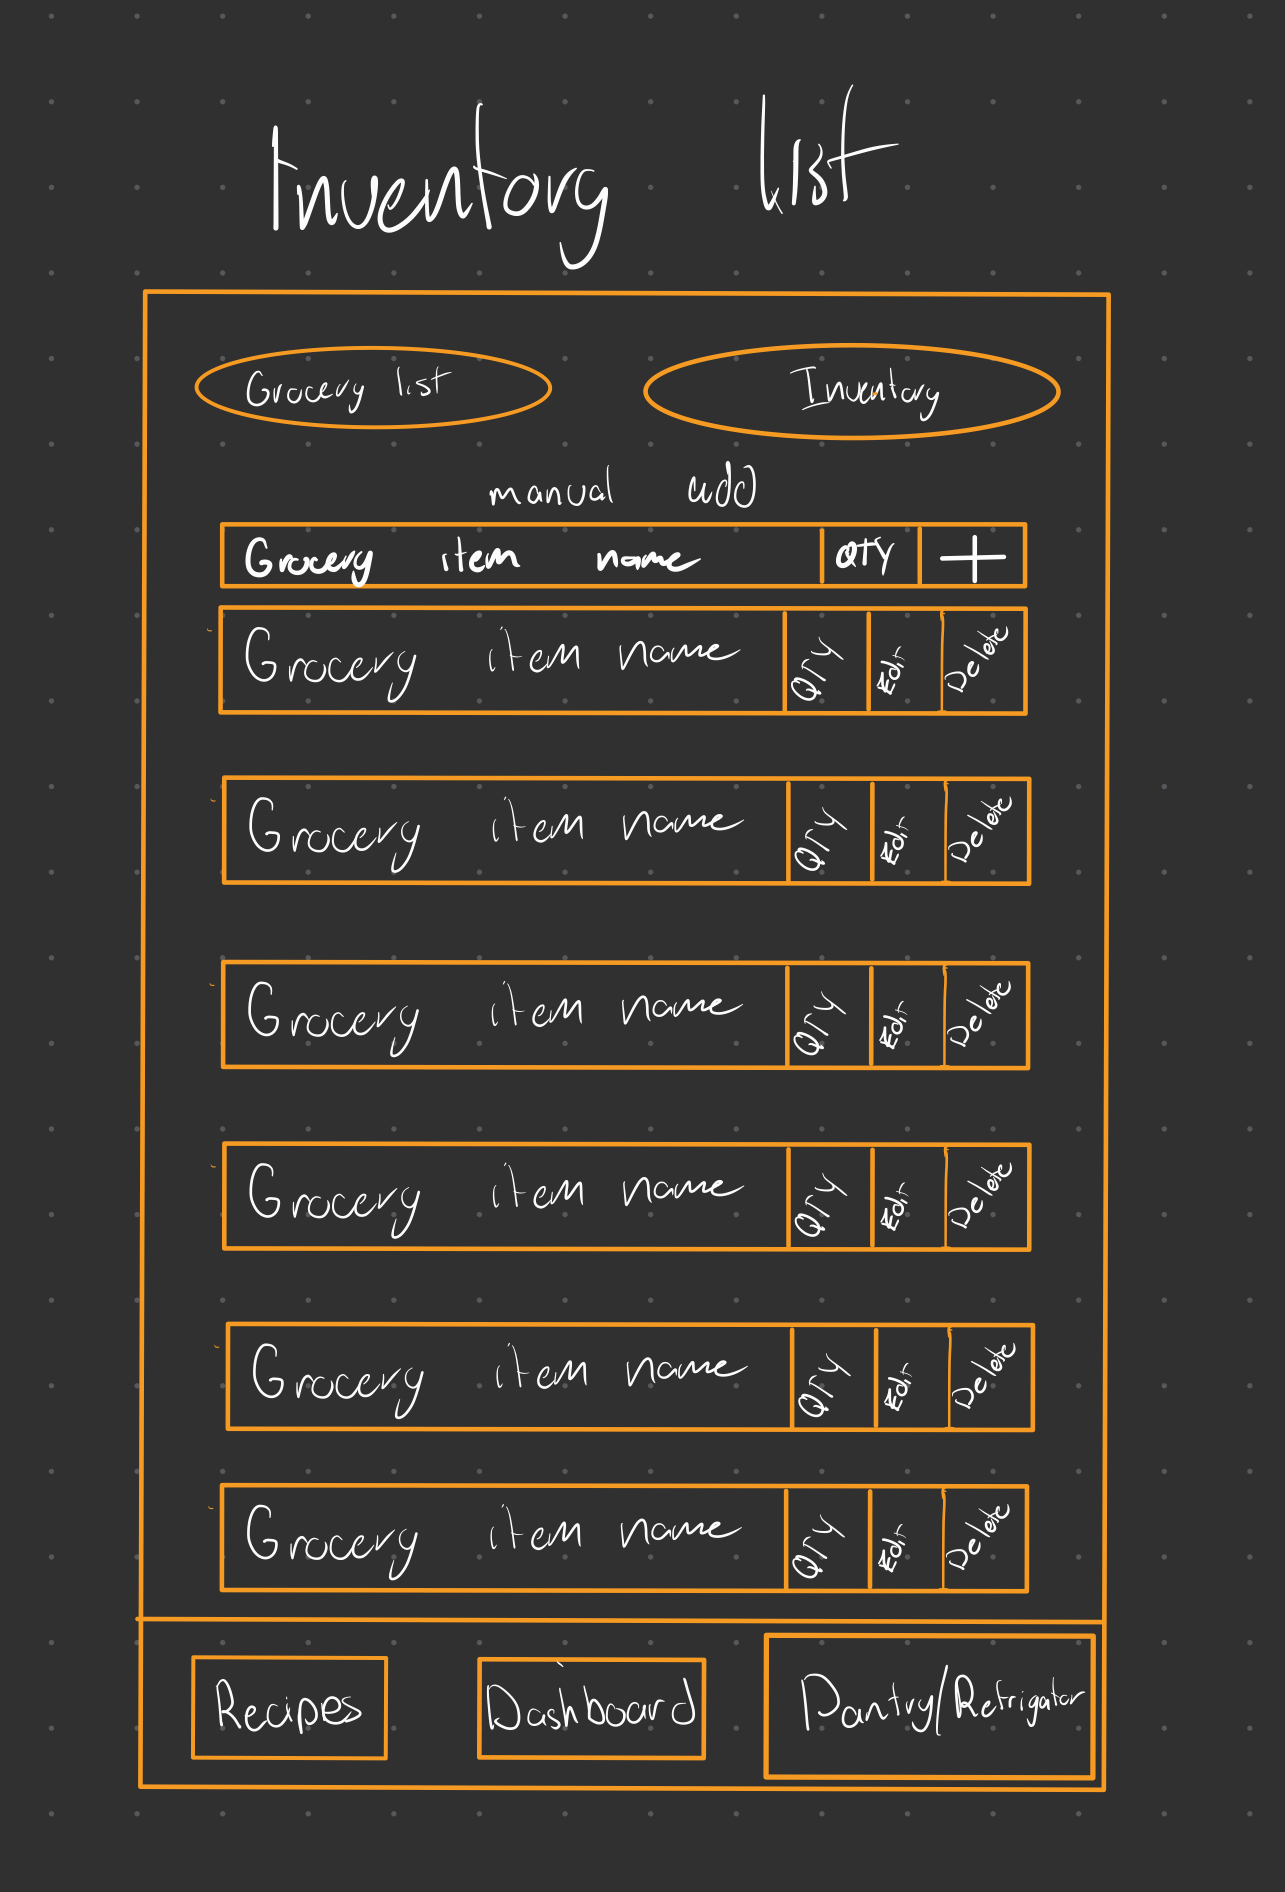 Inventory List
Grocery list
Inventory
manual add
Grocery item name QTY +
Grocery item name QTY Edit Delete
Grocery item name QTY Edit Delete
Grocery item name QTY Edit Delete
Grocery item name QTY Edit Delete
Grocery item name QTY Edit Delete
Grocery item name QTY Edit Delete
Recipes
Dashboard
Pantry/Refrigator